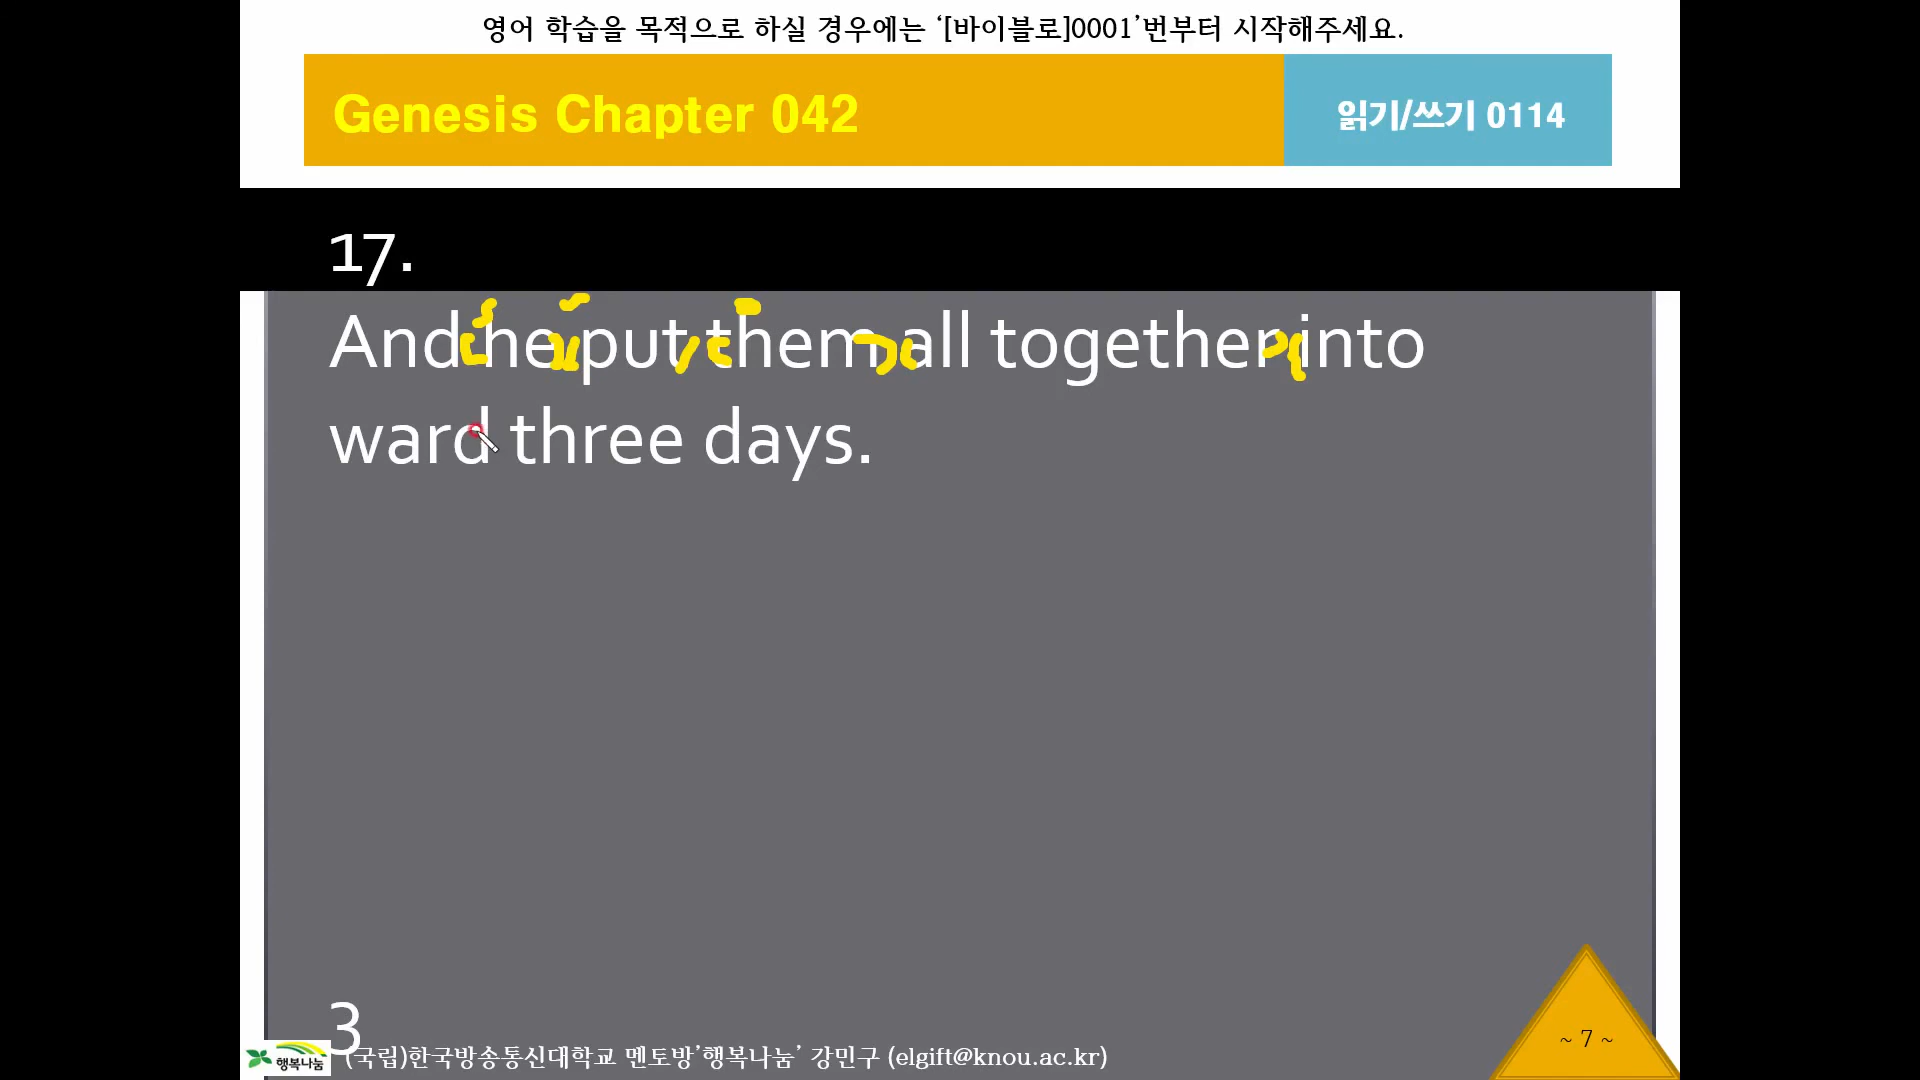 영어 학습을 목적으로 하실 경우에는 ‘[바이블로]0001’번부터 시작해주세요.
Genesis Chapter 042
읽기/쓰기 0114
17.
And he put them all together into
ward three days.
3
행복나눔
(국립)한국방송통신대학교 멘토방’행복나눔’ 강민구 (elgift@knou.ac.kr)
~ 7 ~